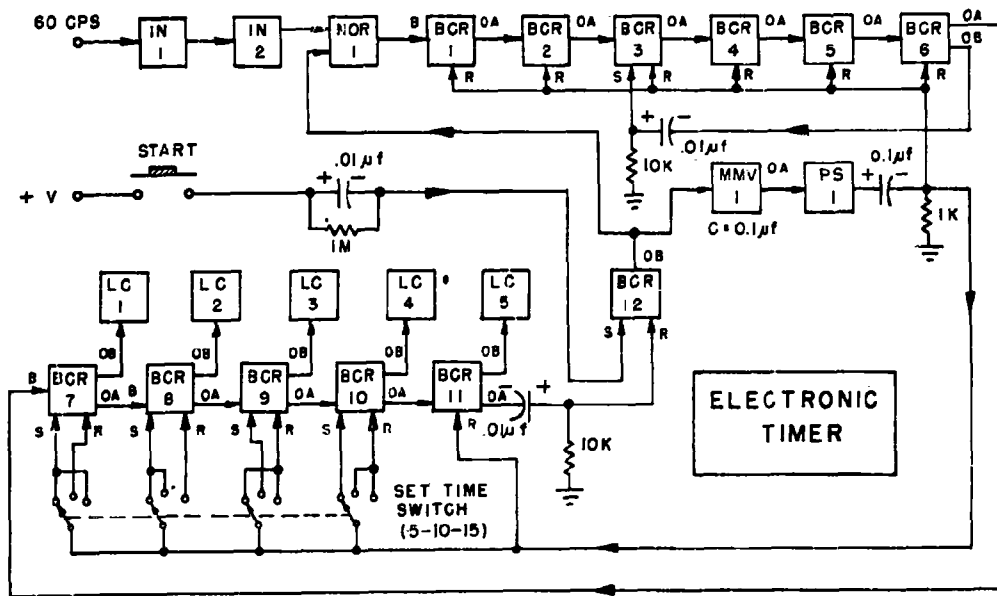 60 CPS
IN 1
IN 2
NOR 1
B
BCR 1
OA
BCR 2
OA
BCR 3
OA
BCR 4
OA
BCR 5
OA
BCR 6
OA
OB
R
R
S
R
R
R
R
START
+ V
+ −
.01µf
1M
+ −
.01µf
10K
MMV 1
C = 0.1µf
OA
PS 1
0.1µf
+ −
1K
LC 1
LC 2
LC 3
LC 4
LC 5
OB
OB
OB
OB
OB
OB
BCR 12
S
R
B
BCR 7
OA
B
BCR 8
OA
BCR 9
OA
BCR 10
OA
BCR 11
OA
− +
.01µf
S
R
S
R
S
R
S
R
R
10K
SET TIME
SWITCH
(5-10-15)
ELECTRONIC
TIMER